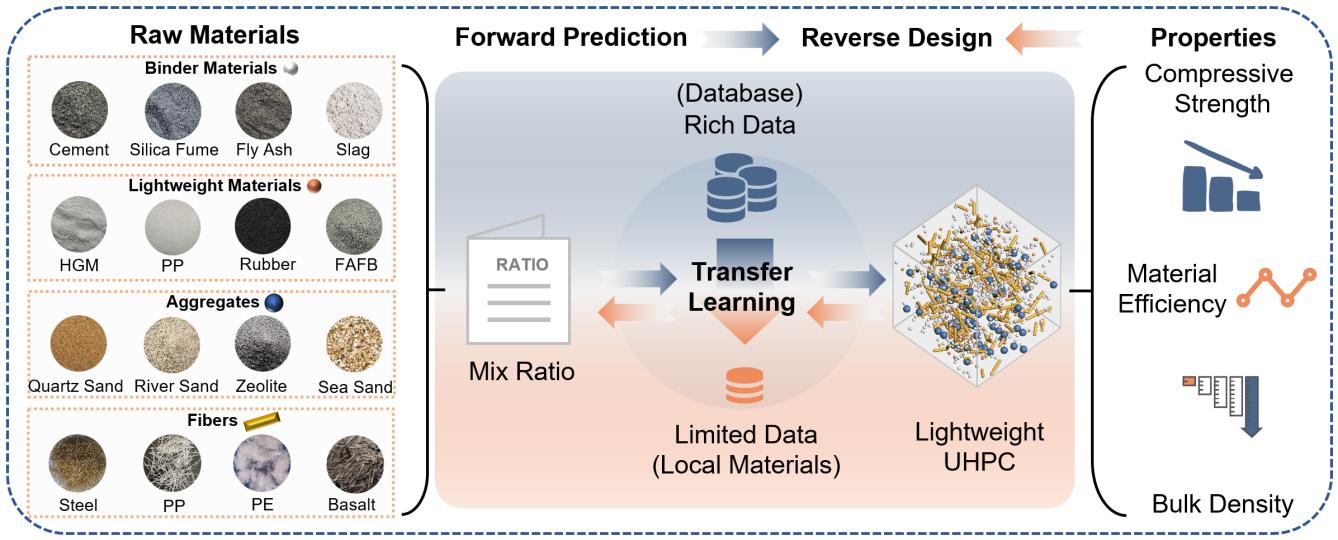 Raw Materials
Binder Materials
Cement
Silica Fume
Fly Ash
Slag
Lightweight Materials
HGM
PP
Rubber
FAFB
Aggregates
Quartz Sand
River Sand
Zeolite
Sea Sand
Fibers
Steel
PP
PE
Basalt
Forward Prediction
Reverse Design
(Database)
Rich Data
RATIO
Mix Ratio
Transfer
Learning
Limited Data
(Local Materials)
Lightweight
UHPC
Properties
Compressive
Strength
Material
Efficiency
Bulk Density